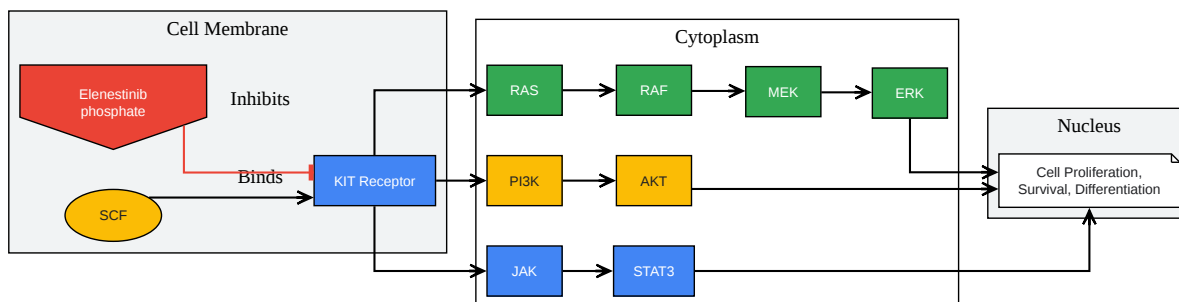 Cell Membrane
Elenestinib
phosphate
Inhibits
Binds
KIT Receptor
SCF
Cytoplasm
RAS
RAF
MEK
ERK
PI3K
AKT
JAK
STAT3
Nucleus
Cell Proliferation,
Survival, Differentiation